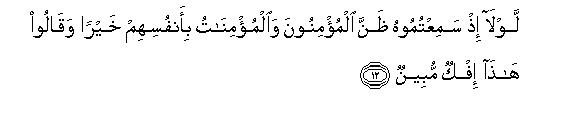 لَّوْلَآ إِذْ سَمِعْتُمُوهُ ظَنَّ ٱلْمُؤْمِنُونَ وَٱلْمُؤْمِنَـٰتُ بِأَنفُسِهِمْ خَيْرًا وَقَالُوا۟
هَـٰذَآ إِفْكٌ مُّبِينٌ ۝١٢